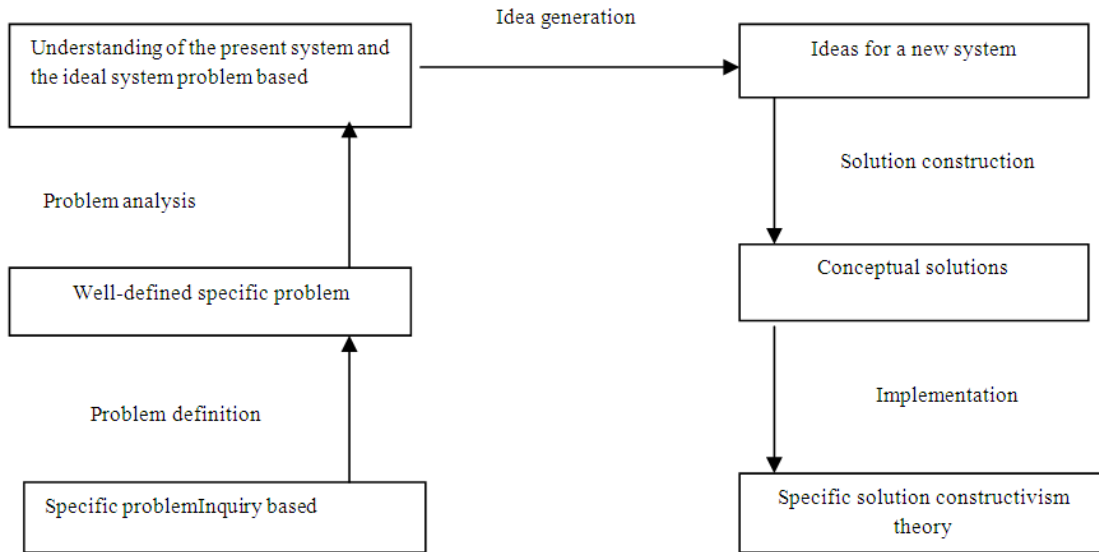 Idea generation
Understanding of the present system and
the ideal system problem based
Ideas for a new system
Solution construction
Problem analysis
Well-defined specific problem
Conceptual solutions
Implementation
Problem definition
Specific problemInquiry based
Specific solution constructivism
theory